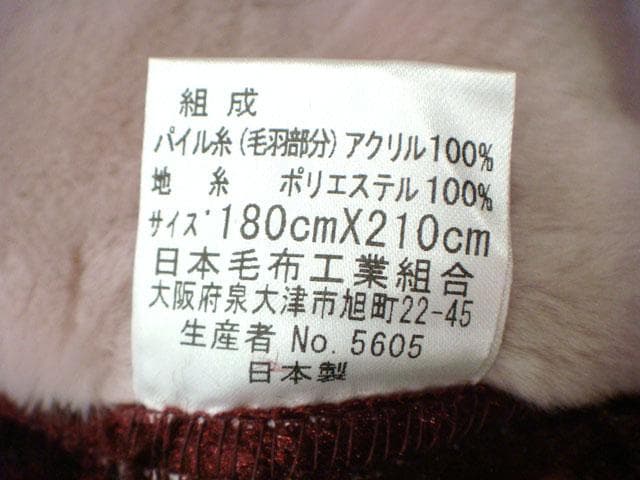 組成
パイル糸(毛羽部分)アクリル100%
地糸 ポリエステル100%
サイズ 180cmX210cm
日本毛布工業組合
大阪府泉大津市旭町22-45
生産者 No. 5605
日本製